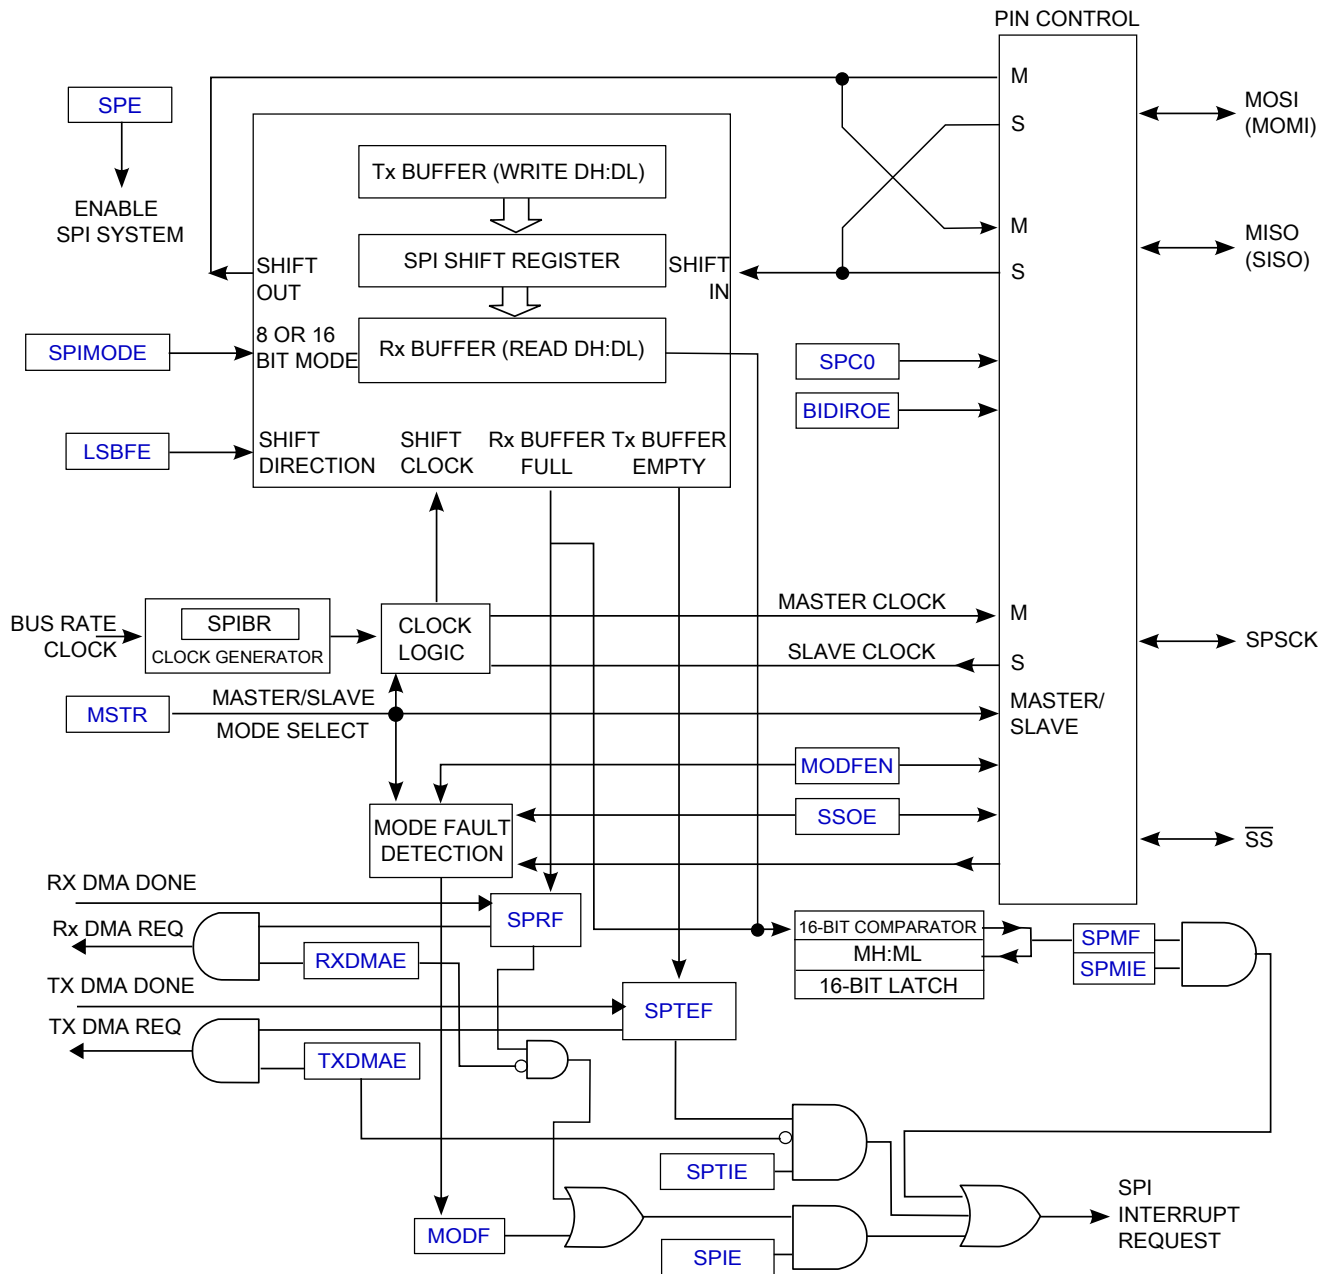 PIN CONTROL
M
SPE
MOSI
(MOMI)
S
Tx BUFFER (WRITE DH:DL)
ENABLE
SPI SYSTEM
M
MISO
(SISO)
SPI SHIFT REGISTER
SHIFT
OUT
SHIFT
IN
S
SPIMODE
8 OR 16
BIT MODE
Rx BUFFER (READ DH:DL)
SPC0
BIDIROE
LSBFE
SHIFT
DIRECTION
SHIFT
CLOCK
Rx BUFFER
FULL
Tx BUFFER
EMPTY
BUS RATE
CLOCK
SPIBR
CLOCK GENERATOR
CLOCK
LOGIC
MASTER CLOCK
M
SLAVE CLOCK
S
SPSCK
MSTR
MASTER/SLAVE
MODE SELECT
MASTER/
SLAVE
MODFEN
SSOE
MODE FAULT
DETECTION
SS
RX DMA DONE
Rx DMA REQ
SPRF
RXDMAE
16-BIT COMPARATOR
MH:ML
16-BIT LATCH
SPMF
SPMIE
TX DMA DONE
TX DMA REQ
SPTEF
TXDMAE
SPTIE
MODF
SPIE
SPI
INTERRUPT
REQUEST